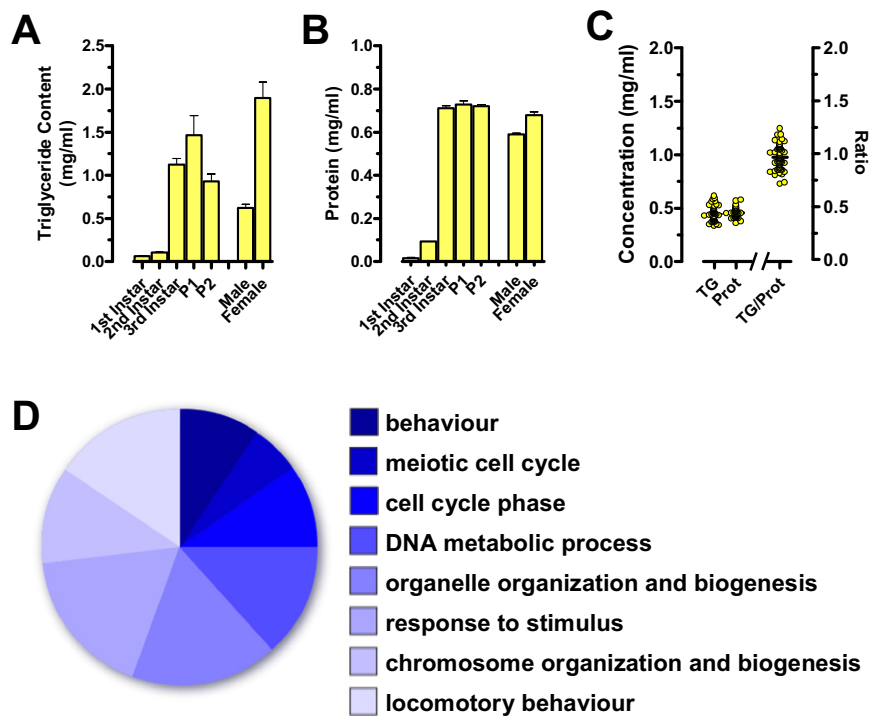 A
Triglyceride Content
(mg/ml)
2.5
2.0
1.5
1.0
0.5
0.0
1st Instar
2nd Instar
3rd Instar
P1
P2
Male
Female
B
Protein (mg/ml)
1.0
0.8
0.6
0.4
0.2
0.0
1st Instar
2nd Instar
3rd Instar
P1
P2
Male
Female
C
Concentration (mg/ml)
2.0
1.5
1.0
0.5
0.0
TG
Prot
TG/Prot
2.0
1.5
1.0
0.5
0.0
Ratio
D
behaviour
meiotic cell cycle
cell cycle phase
DNA metabolic process
organelle organization and biogenesis
response to stimulus
chromosome organization and biogenesis
locomotory behaviour